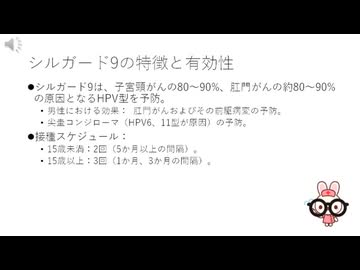 シルガード9の特徴と有効性
●シルガード9は、子宮頸がんの80～90%、肛門がんの約80～90%
の原因となるHPV型を予防。
• 男性における効果： 肛門がんおよびその前駆病変の予防。
• 尖圭コンジローマ（HPV6、11型が原因）の予防。
●接種スケジュール：
• 15歳未満：2回（5か月以上の間隔）。
• 15歳以上：3回（1か月、3か月の間隔）。